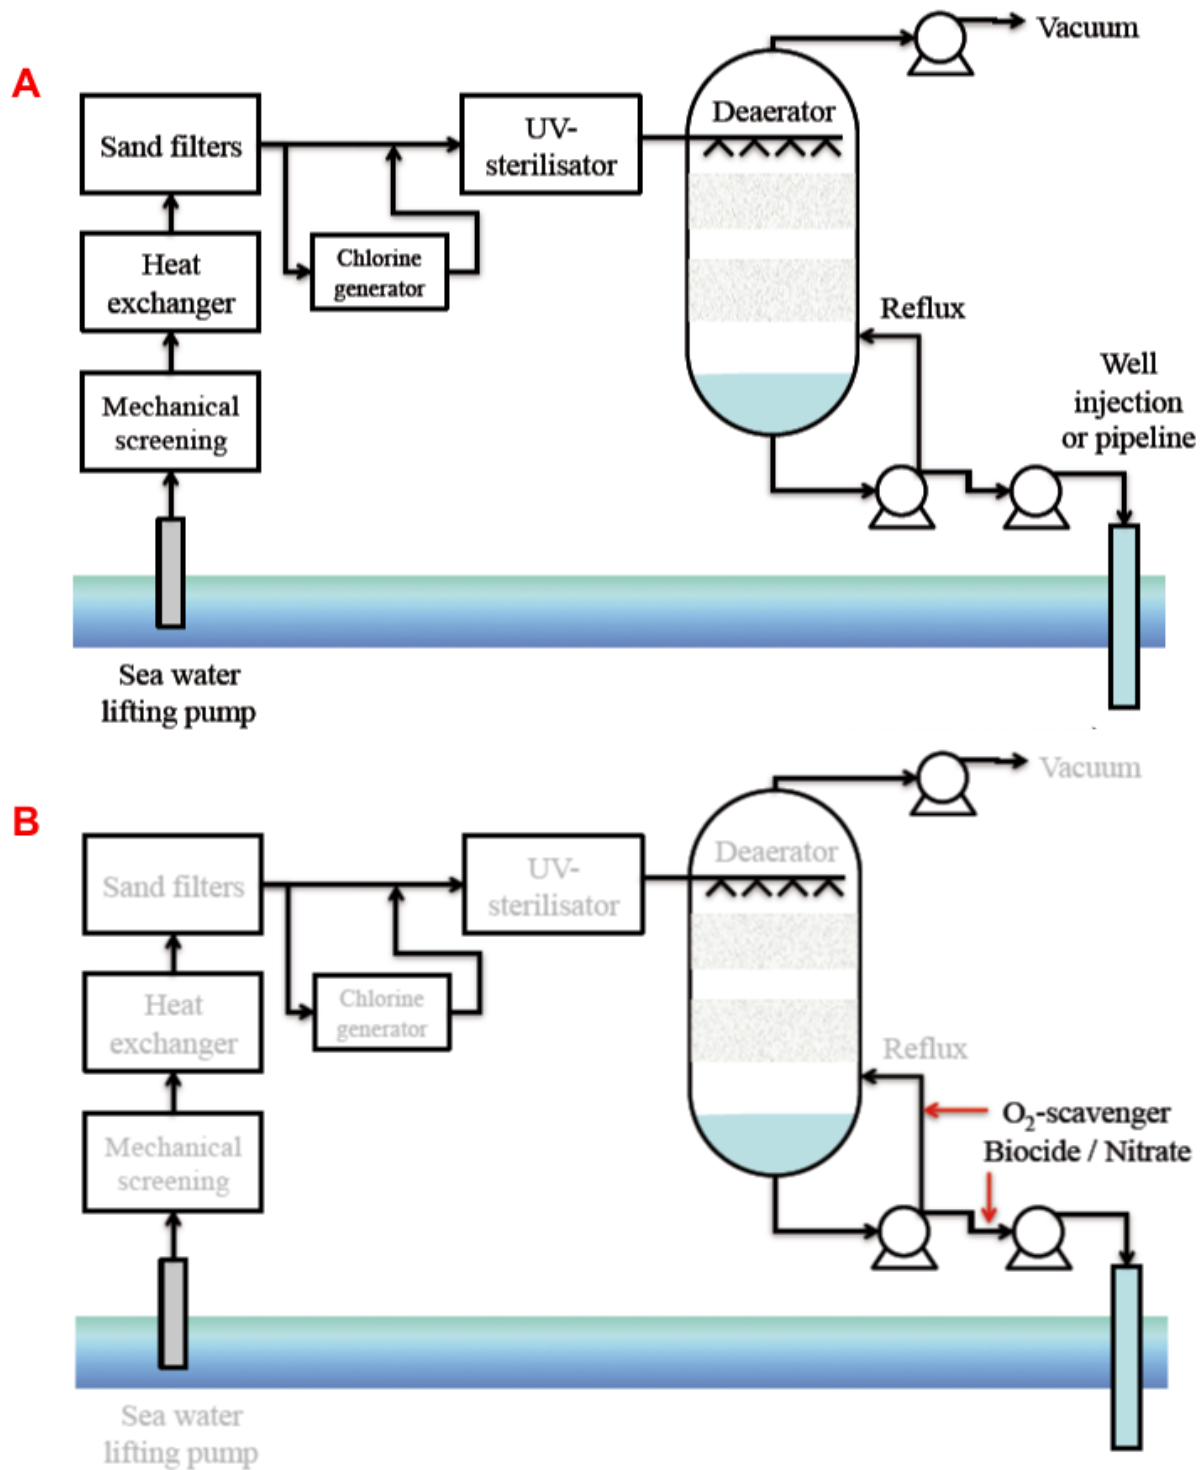 A
Vacuum
Deaerator
Sand filters
UV-
sterilisator
Chlorine
generator
Heat
exchanger
Reflux
Mechanical
screening
Well
injection
or pipeline
Sea water
lifting pump
B
Vacuum
Deaerator
Sand filters
UV-
sterilisator
Chlorine
generator
Heat
exchanger
Reflux
Mechanical
screening
O₂-scavenger
Biocide / Nitrate
Sea water
lifting pump